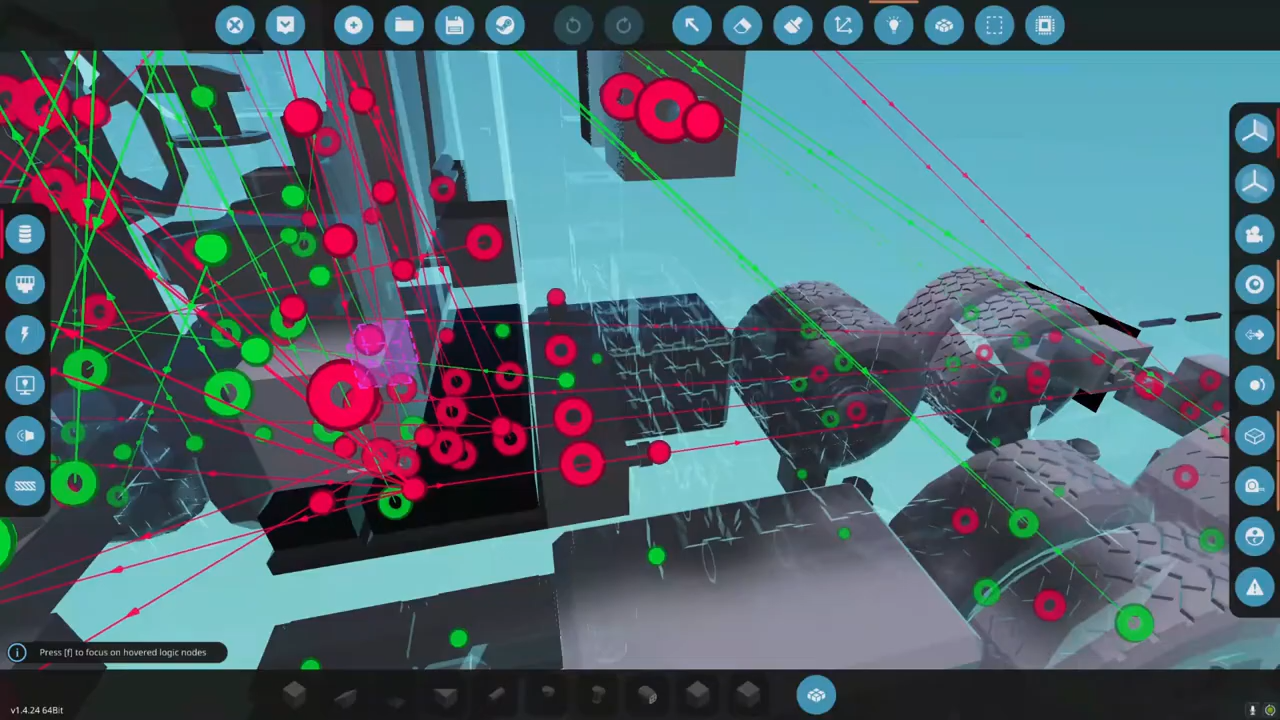 Press [f] to focus on hovered logic nodes
v1.4.24 64Bit